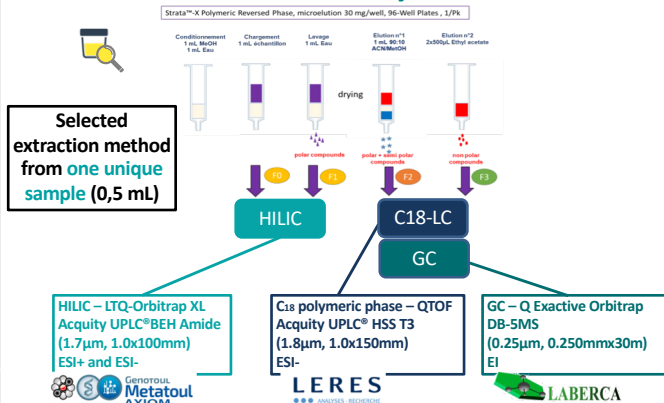 Strata™-X Polymeric Reversed Phase, microelution 30 mg/well, 96-Well Plates , 1/Pk
Conditionnement
1 mL MeOH
1 mL Eau
Chargement
1 mL échantillon
Lavage
1 mL Eau
Elution n°1
1 mL 90:10
ACN/MetOH
Elution n°2
2x500µL Ethyl acetate
drying
Selected
extraction method
from one unique
sample (0,5 mL)
polar compounds
polar + semi polar
compounds
non polar
compounds
F0
F1
F2
F3
HILIC
C18-LC
GC
HILIC – LTQ-Orbitrap XL
Acquity UPLC®BEH Amide
(1.7µm, 1.0x100mm)
ESI+ and ESI-
C18 polymeric phase – QTOF
Acquity UPLC® HSS T3
(1.8µm, 1.0x150mm)
ESI-
GC – Q Exactive Orbitrap
DB-5MS
(0.25µm, 0.250mmx30m)
EI
GENOTOUL
Metatoul
AXIOM
LERES
ANALYSES - RECHERCHE
LABERCA